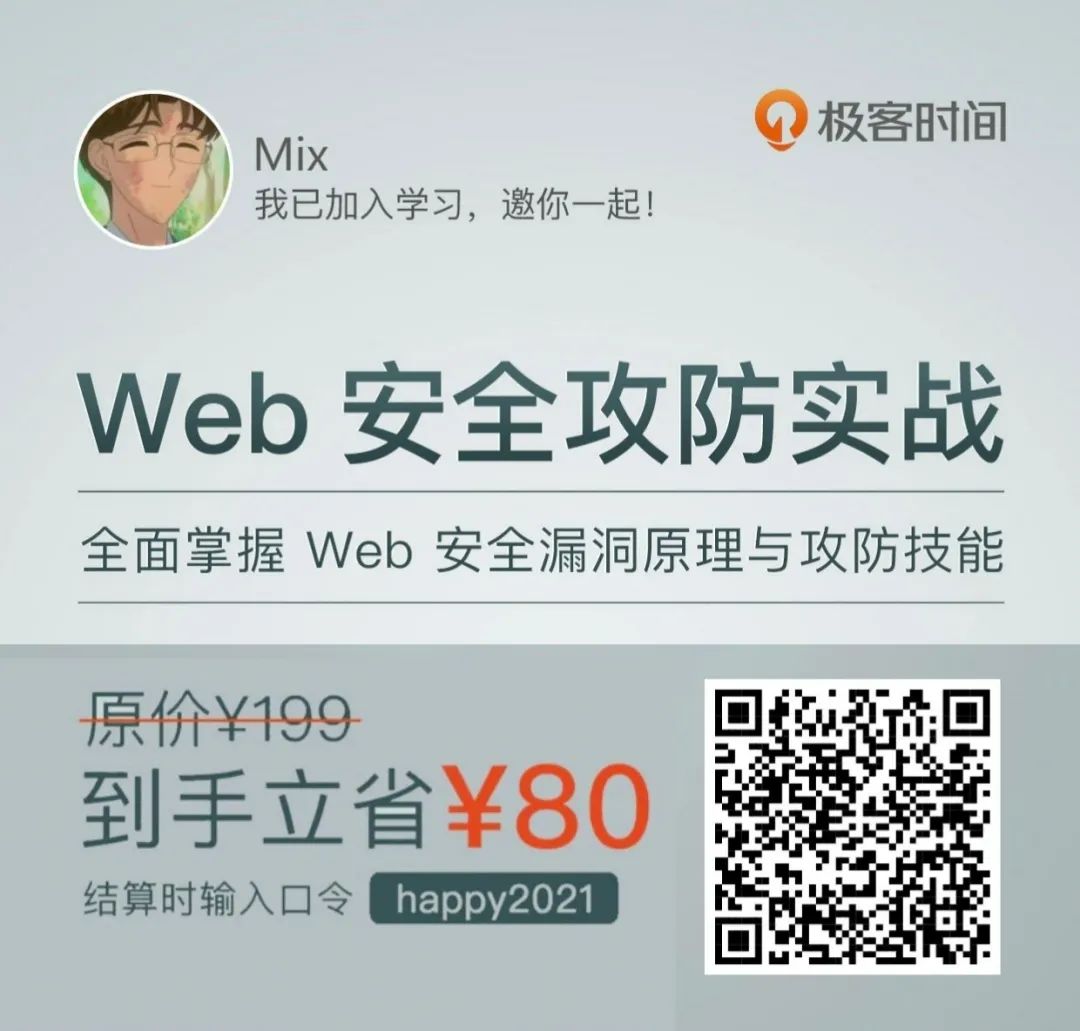 Mix
我已加入学习，邀你一起！
极客时间
Web 安全攻防实战
全面掌握 Web 安全漏洞原理与攻防技能
原价¥199
到手立省¥80
结算时输入口令 happy2021